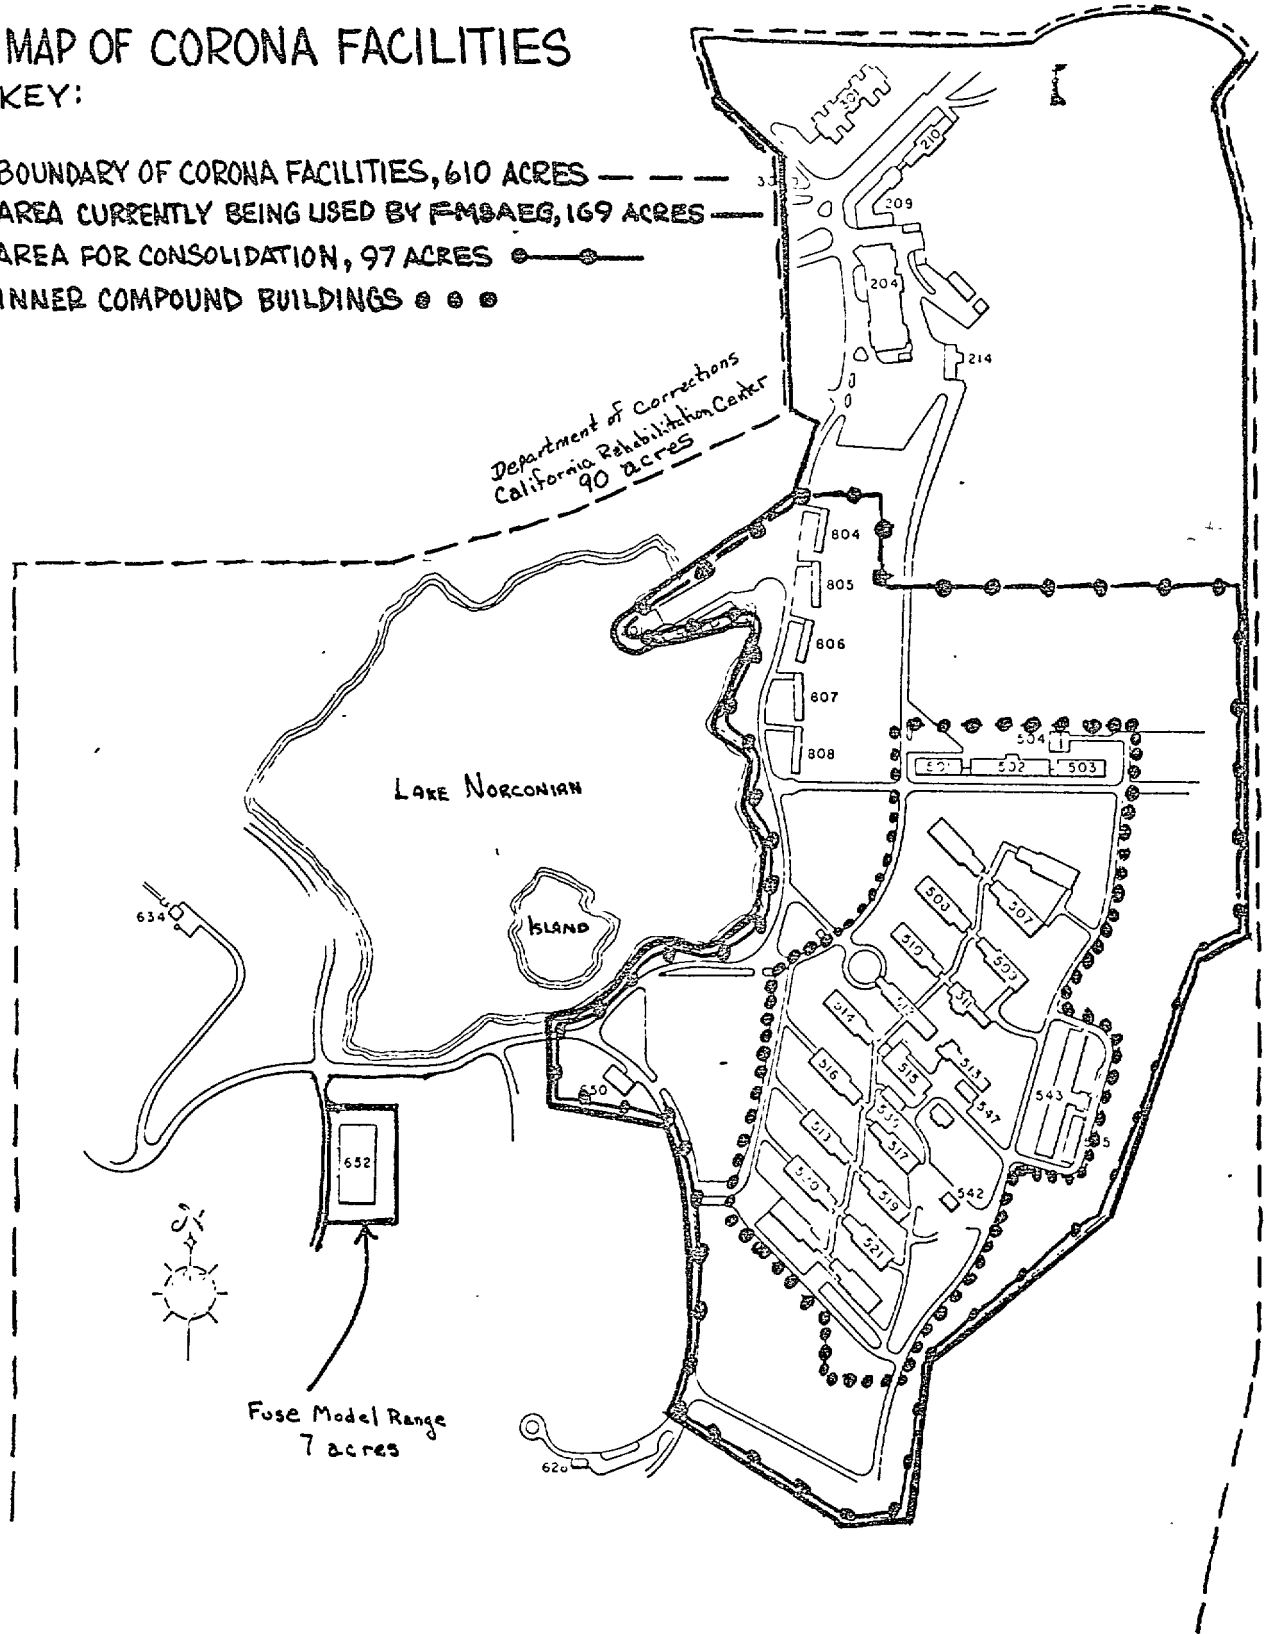 MAP OF CORONA FACILITIES
KEY:
BOUNDARY OF CORONA FACILITIES, 610 ACRES
AREA CURRENTLY BEING USED BY FMSAEG, 169 ACRES
AREA FOR CONSOLIDATION, 97 ACRES
INNER COMPOUND BUILDINGS
301
210
209
204
214
Department of Corrections
California Rehabilitation Center
90 acres
804
805
806
807
808
504
501 502 503
LAKE NORCONIAN
ISLAND
634
507
510
509
511
514
513
516
515
547
543
650
517
652
519
542
521
Fuse Model Range
7 acres